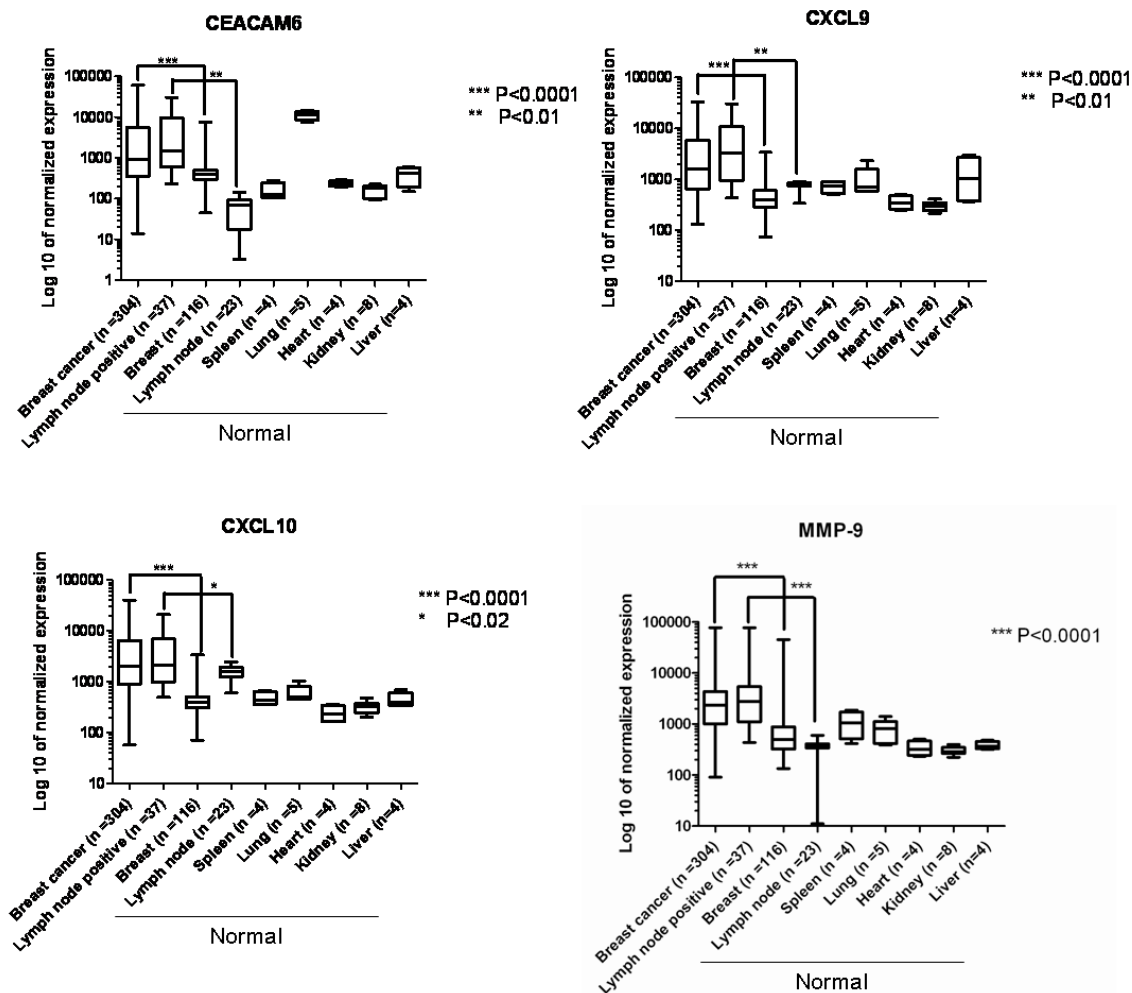 CEACAM6
Log 10 of normalized expression
100000
10000
1000
100
10
1
***
**
*** P<0.0001
** P<0.01
Breast cancer (n =304)
Lymph node positive (n =37)
Breast (n =116)
Lymph node (n =23)
Spleen (n =4)
Lung (n =5)
Heart (n =4)
Kidney (n =8)
Liver (n=4)
Normal
CXCL9
Log 10 of normalized expression
100000
10000
1000
100
10
***
**
*** P<0.0001
** P<0.01
Breast cancer (n =304)
Lymph node positive (n =37)
Breast (n =116)
Lymph node (n =23)
Spleen (n =4)
Lung (n =5)
Heart (n =4)
Kidney (n =8)
Liver (n=4)
Normal
CXCL10
Log 10 of normalized expression
100000
10000
1000
100
10
***
*
*** P<0.0001
* P<0.02
Breast cancer (n =304)
Lymph node positive (n =37)
Breast (n =116)
Lymph node (n =23)
Spleen (n =4)
Lung (n =5)
Heart (n =4)
Kidney (n =8)
Liver (n=4)
Normal
MMP-9
Log 10 of normalized expression
100000
10000
1000
100
10
***
***
*** P<0.0001
Breast cancer (n =304)
Lymph node positive (n =37)
Breast (n =116)
Lymph node (n =23)
Spleen (n =4)
Lung (n =5)
Heart (n =4)
Kidney (n =8)
Liver (n=4)
Normal